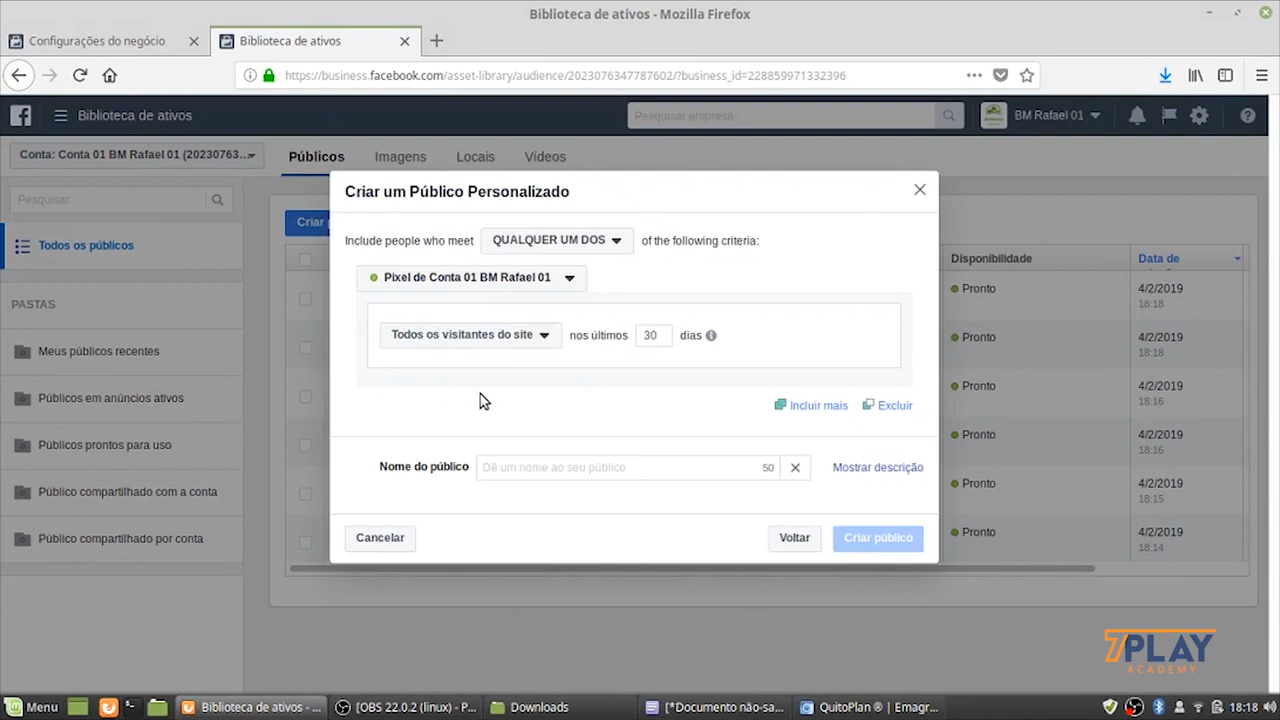 Biblioteca de ativos - Mozilla Firefox
Configurações do negócio
Biblioteca de ativos
https://business.facebook.com/asset-library/audience/2023076347787602/?business_id=228859971332396
Biblioteca de ativos
Pesquisar empresa
BM Rafael 01
Conta: Conta 01 BM Rafael 01 (20230763...
Públicos
Imagens
Locais
Vídeos
Pesquisar
Todos os públicos
PASTAS
Meus públicos recentes
Públicos em anúncios ativos
Públicos prontos para uso
Público compartilhado com a conta
Público compartilhado por conta
Criar
Criar um Público Personalizado
Include people who meet QUALQUER UM DOS of the following criteria:
Pixel de Conta 01 BM Rafael 01
Todos os visitantes do site nos últimos 30 dias
Incluir mais Excluir
Nome do público Dê um nome ao seu público 50 Mostrar descrição
Cancelar Voltar Criar público
Disponibilidade Data de
Pronto 4/2/2019
18:18
Pronto 4/2/2019
18:18
Pronto 4/2/2019
18:16
Pronto 4/2/2019
18:16
Pronto 4/2/2019
18:15
Pronto 4/2/2019
18:14
7PLAY
ACADEMY
Menu
Biblioteca de ativos - ...
[OBS 22.0.2 (linux) - P...
Downloads
[*Documento não-sa...
QuitoPlan ® | Emagr...
18:18